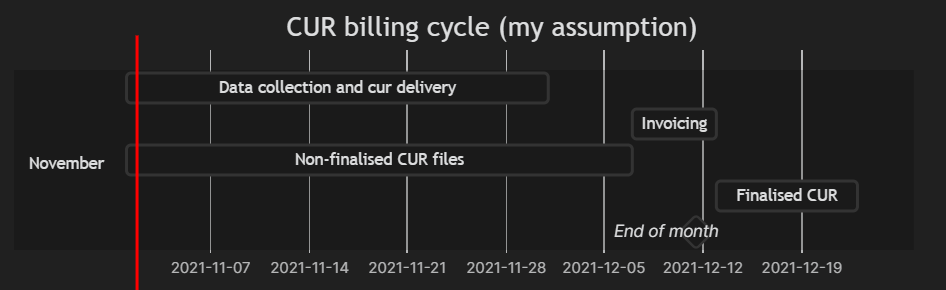 CUR billing cycle (my assumption)
Data collection and cur delivery
Invoicing
November
Non-finalised CUR files
Finalised CUR
End of month
2021-11-07 2021-11-14 2021-11-21 2021-11-28 2021-12-05 2021-12-12 2021-12-19